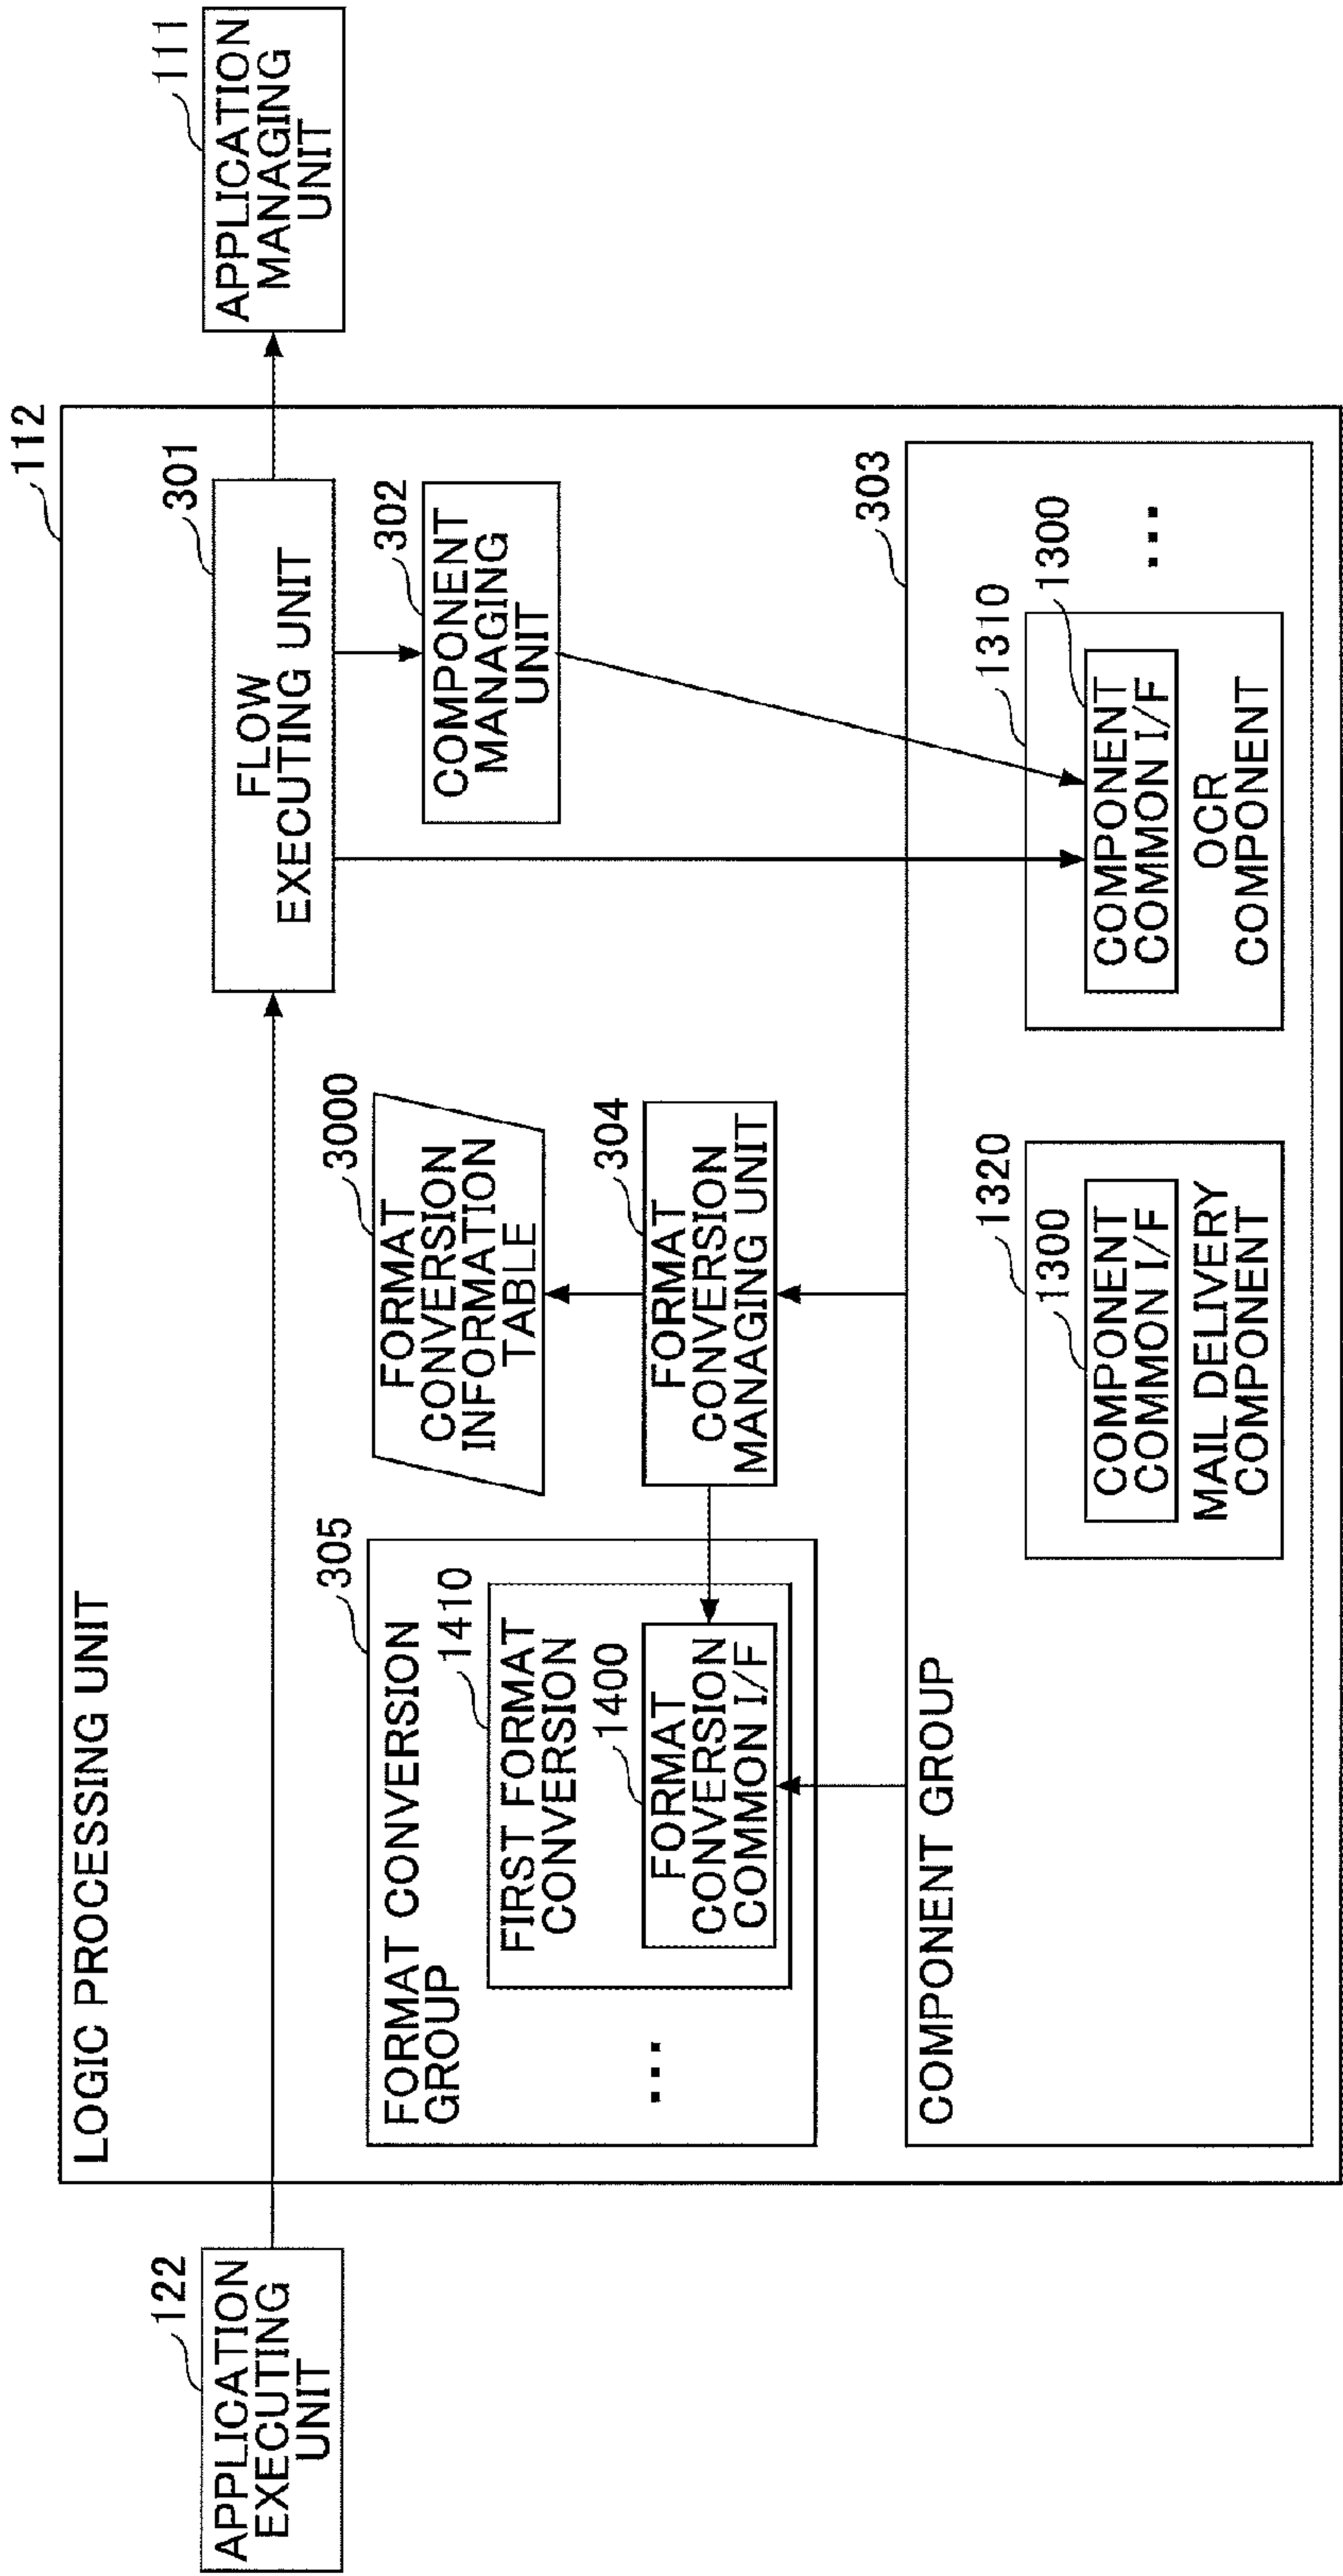 112
LOGIC PROCESSING UNIT
122
APPLICATION
EXECUTING
UNIT
301
FLOW
EXECUTING UNIT
111
APPLICATION
MANAGING
UNIT
305
FORMAT CONVERSION
GROUP
1410
FIRST FORMAT
CONVERSION
1400
FORMAT
CONVERSION
COMMON I/F
...
3000
FORMAT
CONVERSION
INFORMATION
TABLE
304
FORMAT
CONVERSION
MANAGING UNIT
302
COMPONENT
MANAGING
UNIT
303
COMPONENT GROUP
1320
1300
COMPONENT
COMMON I/F
MAIL DELIVERY
COMPONENT
1310
1300
COMPONENT
COMMON I/F
OCR
COMPONENT
...